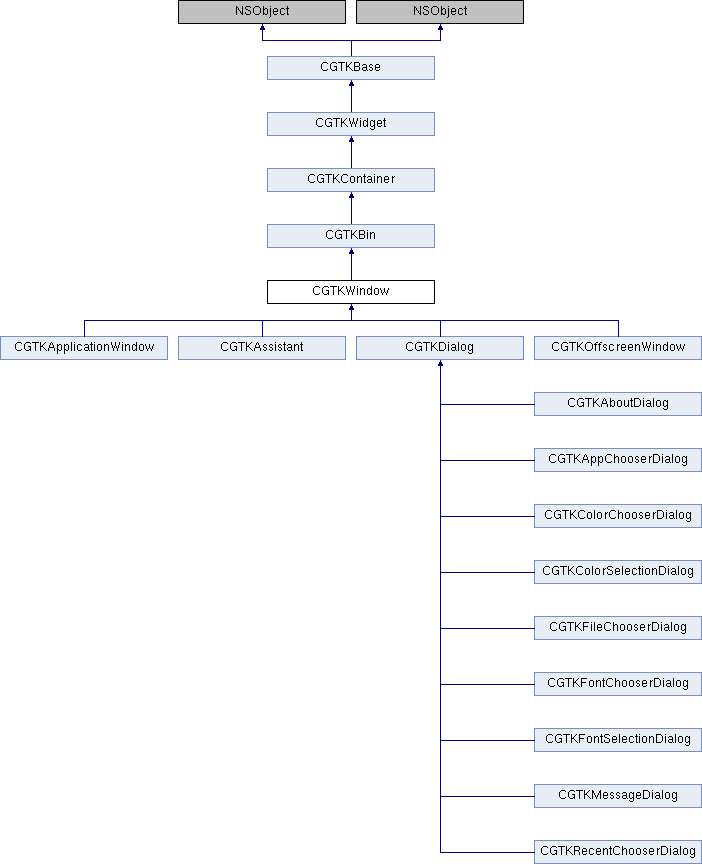 NSObject
NSObject
CGTKBase
CGTKWidget
CGTKContainer
CGTKBin
CGTKWindow
CGTKApplicationWindow
CGTKAssistant
CGTKDialog
CGTKOffscreenWindow
CGTKAboutDialog
CGTKAppChooserDialog
CGTKColorChooserDialog
CGTKColorSelectionDialog
CGTKFileChooserDialog
CGTKFontChooserDialog
CGTKFontSelectionDialog
CGTKMessageDialog
CGTKRecentChooserDialog